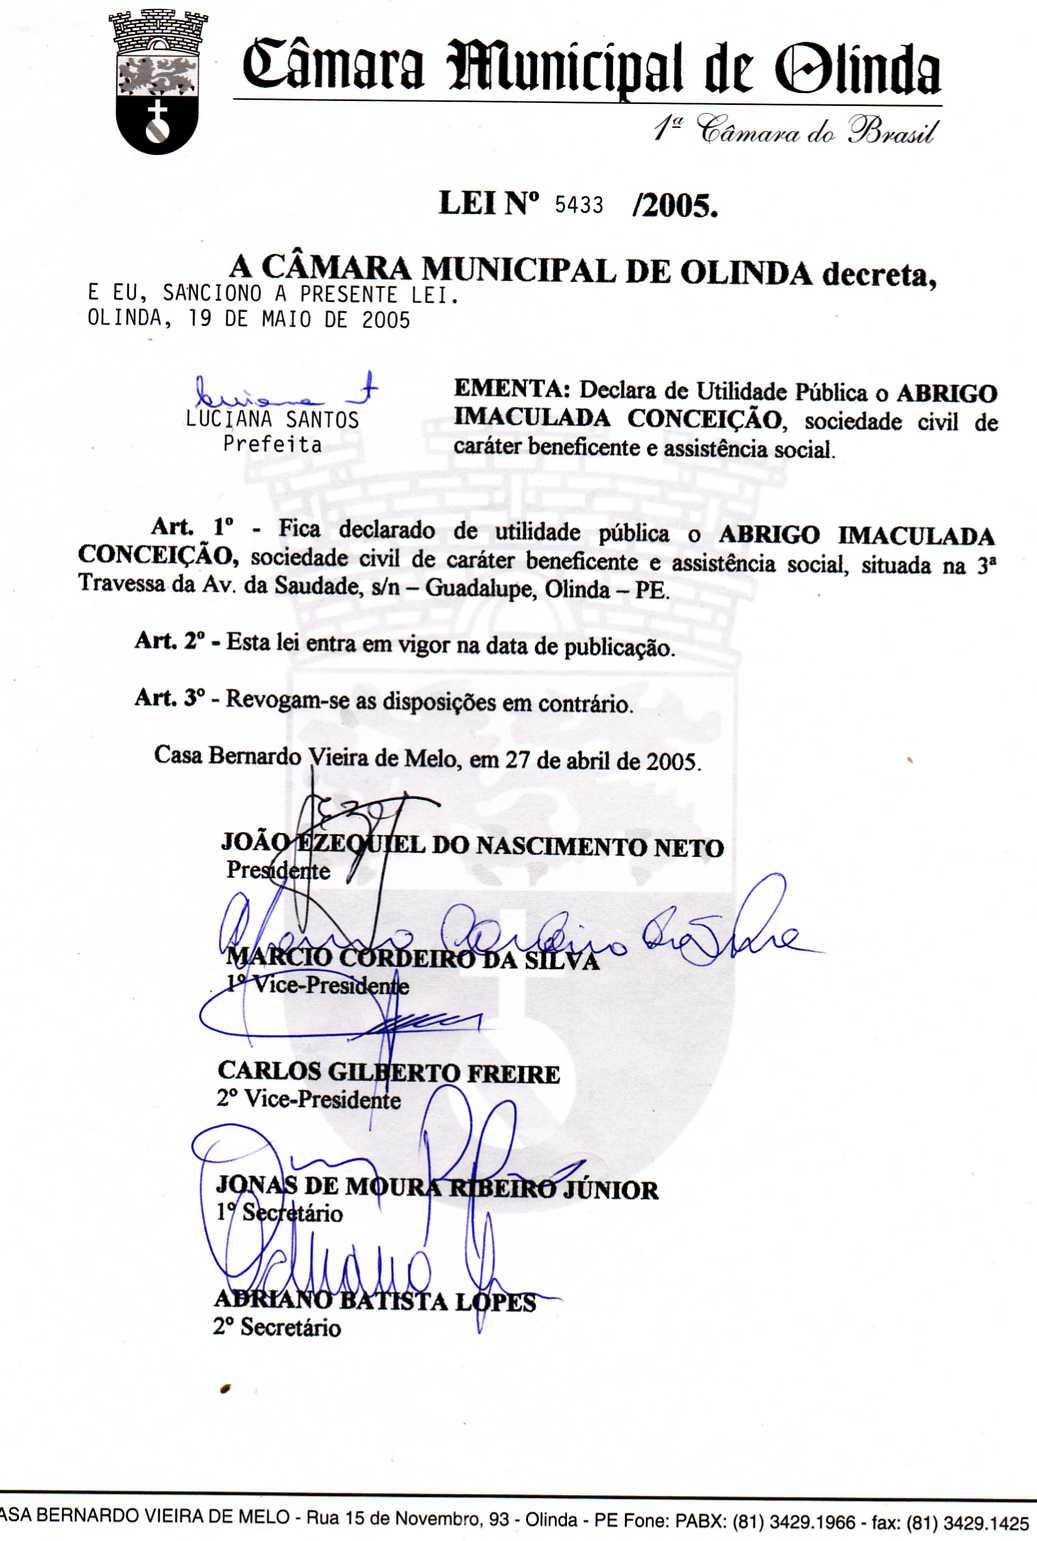 Câmara Municipal de Olinda
1ª Câmara do Brasil
LEI Nº 5433 /2005.
A CÂMARA MUNICIPAL DE OLINDA decreta,
E EU, SANCIONO A PRESENTE LEI.
OLINDA, 19 DE MAIO DE 2005
LUCIANA SANTOS
Prefeita
EMENTA: Declara de Utilidade Pública o ABRIGO
IMACULADA CONCEIÇÃO, sociedade civil de
caráter beneficente e assistência social.
Art. 1º - Fica declarado de utilidade pública o ABRIGO IMACULADA
CONCEIÇÃO, sociedade civil de caráter beneficente e assistência social, situada na 3ª
Travessa da Av. da Saudade, s/n – Guadalupe, Olinda – PE.
Art. 2º - Esta lei entra em vigor na data de publicação.
Art. 3º - Revogam-se as disposições em contrário.
Casa Bernardo Vieira de Melo, em 27 de abril de 2005.
JOÃO EZEQUIEL DO NASCIMENTO NETO
Presidente
MARCIO CORDEIRO DA SILVA
1º Vice-Presidente
CARLOS GILBERTO FREIRE
2º Vice-Presidente
JONAS DE MOURA RIBEIRO JÚNIOR
1º Secretário
ADRIANO BATISTA LOPES
2º Secretário
ASA BERNARDO VIEIRA DE MELO - Rua 15 de Novembro, 93 - Olinda - PE Fone: PABX: (81) 3429.1966 - fax: (81) 3429.1425